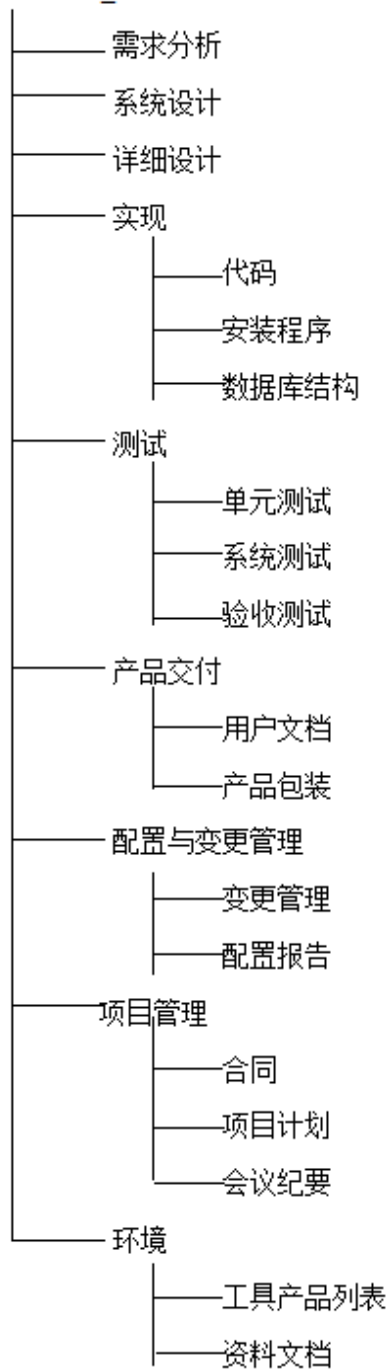 需求分析
系统设计
详细设计
实现
代码
安装程序
数据库结构
测试
单元测试
系统测试
验收测试
产品交付
用户文档
产品包装
配置与变更管理
变更管理
配置报告
项目管理
合同
项目计划
会议纪要
环境
工具产品列表
资料文档